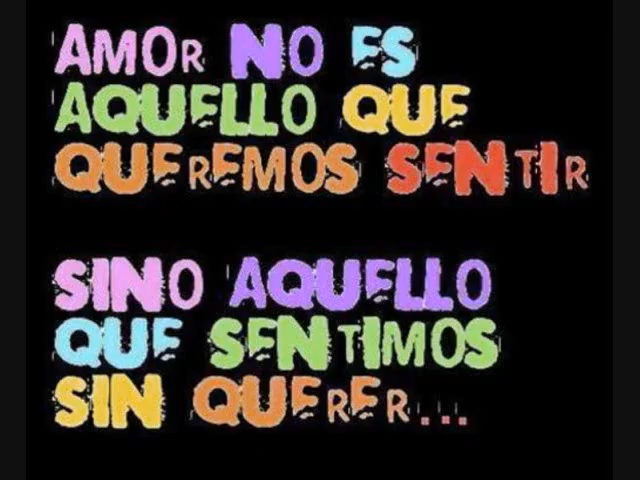 AMOR NO ES
AQUELLO QUE
QUEREMOS SENTIR
SINO AQUELLO
QUE SENTIMOS
SIN QUERER...